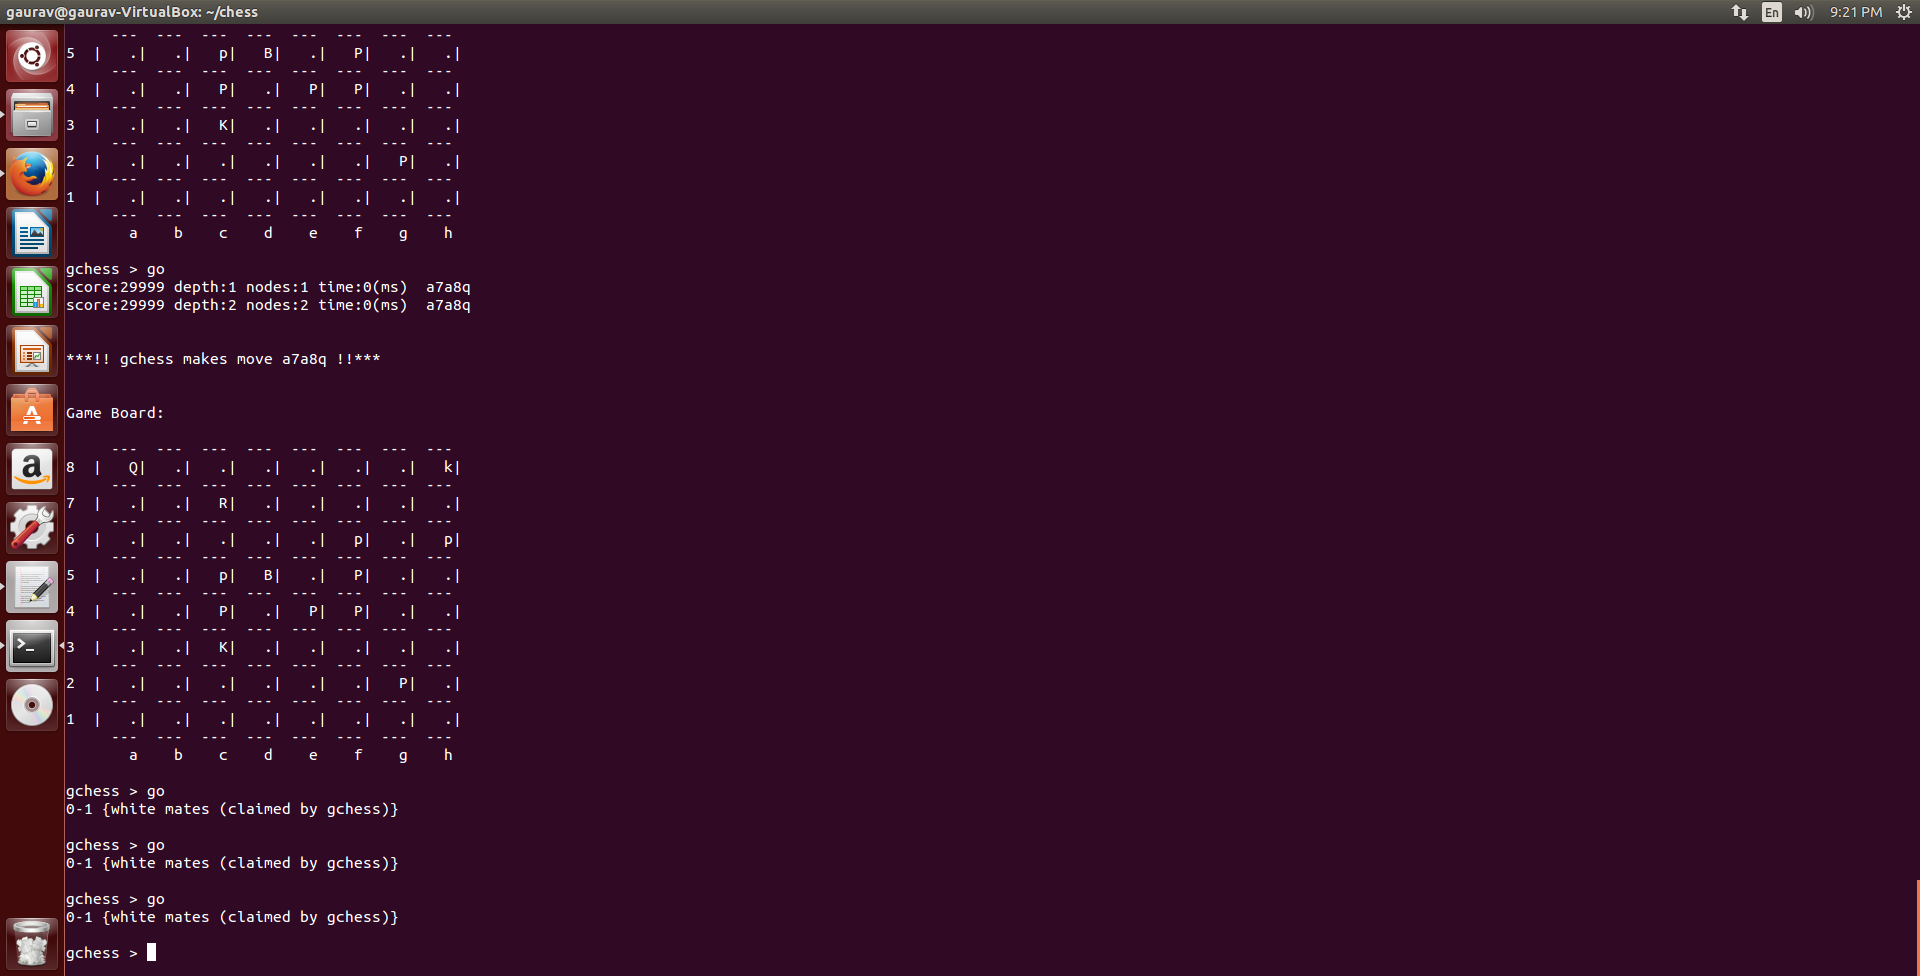 gaurav@gaurav-VirtualBox: ~/chess
En 9:21 PM
--- --- --- --- --- --- --- ---
5 | .| .| p| B| .| P| .| .|
--- --- --- --- --- --- --- ---
4 | .| .| P| .| P| P| .| .|
--- --- --- --- --- --- --- ---
3 | .| .| K| .| .| .| .| .|
--- --- --- --- --- --- --- ---
2 | .| .| .| .| .| .| P| .|
--- --- --- --- --- --- --- ---
1 | .| .| .| .| .| .| .| .|
--- --- --- --- --- --- --- ---
a b c d e f g h
gchess > go
score:29999 depth:1 nodes:1 time:0(ms) a7a8q
score:29999 depth:2 nodes:2 time:0(ms) a7a8q
***!! gchess makes move a7a8q !!***
Game Board:
--- --- --- --- --- --- --- ---
8 | Q| .| .| .| .| .| .| k|
--- --- --- --- --- --- --- ---
7 | .| .| R| .| .| .| .| .|
--- --- --- --- --- --- --- ---
6 | .| .| .| .| .| p| .| p|
--- --- --- --- --- --- --- ---
5 | .| .| p| B| .| P| .| .|
--- --- --- --- --- --- --- ---
4 | .| .| P| .| P| P| .| .|
--- --- --- --- --- --- --- ---
3 | .| .| K| .| .| .| .| .|
--- --- --- --- --- --- --- ---
2 | .| .| .| .| .| .| P| .|
--- --- --- --- --- --- --- ---
1 | .| .| .| .| .| .| .| .|
--- --- --- --- --- --- --- ---
a b c d e f g h
gchess > go
0-1 {white mates (claimed by gchess)}
gchess > go
0-1 {white mates (claimed by gchess)}
gchess > go
0-1 {white mates (claimed by gchess)}
gchess >